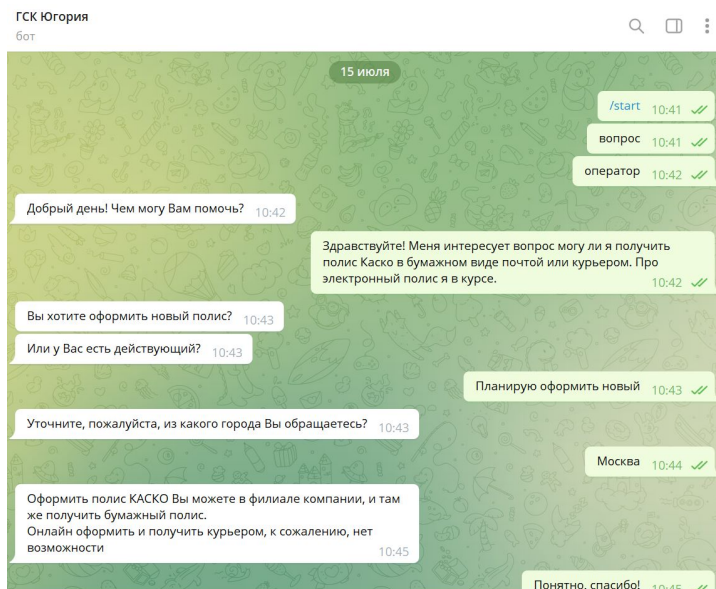 ГСК Югория
бот
15 июля
/start 10:41
вопрос 10:41
оператор 10:42
Добрый день! Чем могу Вам помочь? 10:42
Здравствуйте! Меня интересует вопрос могу ли я получить
полис Каско в бумажном виде почтой или курьером. Про
электронный полис я в курсе. 10:42
Вы хотите оформить новый полис? 10:43
Или у Вас есть действующий? 10:43
Планирую оформить новый 10:43
Уточните, пожалуйста, из какого города Вы обращаетесь? 10:43
Москва 10:44
Оформить полис КАСКО Вы можете в филиале компании, и там
же получить бумажный полис.
Онлайн оформить и получить курьером, к сожалению, нет
возможности 10:45
Понятно, спасибо! 10:45